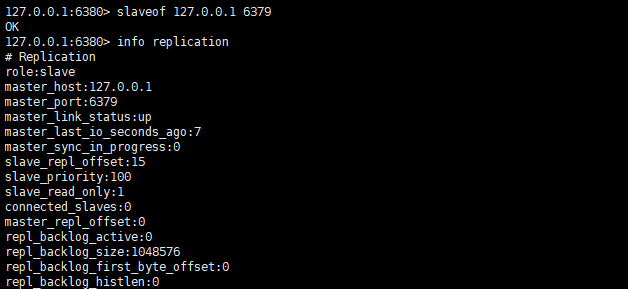 127.0.0.1:6380> slaveof 127.0.0.1 6379
OK
127.0.0.1:6380> info replication
# Replication
role:slave
master_host:127.0.0.1
master_port:6379
master_link_status:up
master_last_io_seconds_ago:7
master_sync_in_progress:0
slave_repl_offset:15
slave_priority:100
slave_read_only:1
connected_slaves:0
master_repl_offset:0
repl_backlog_active:0
repl_backlog_size:1048576
repl_backlog_first_byte_offset:0
repl_backlog_histlen:0